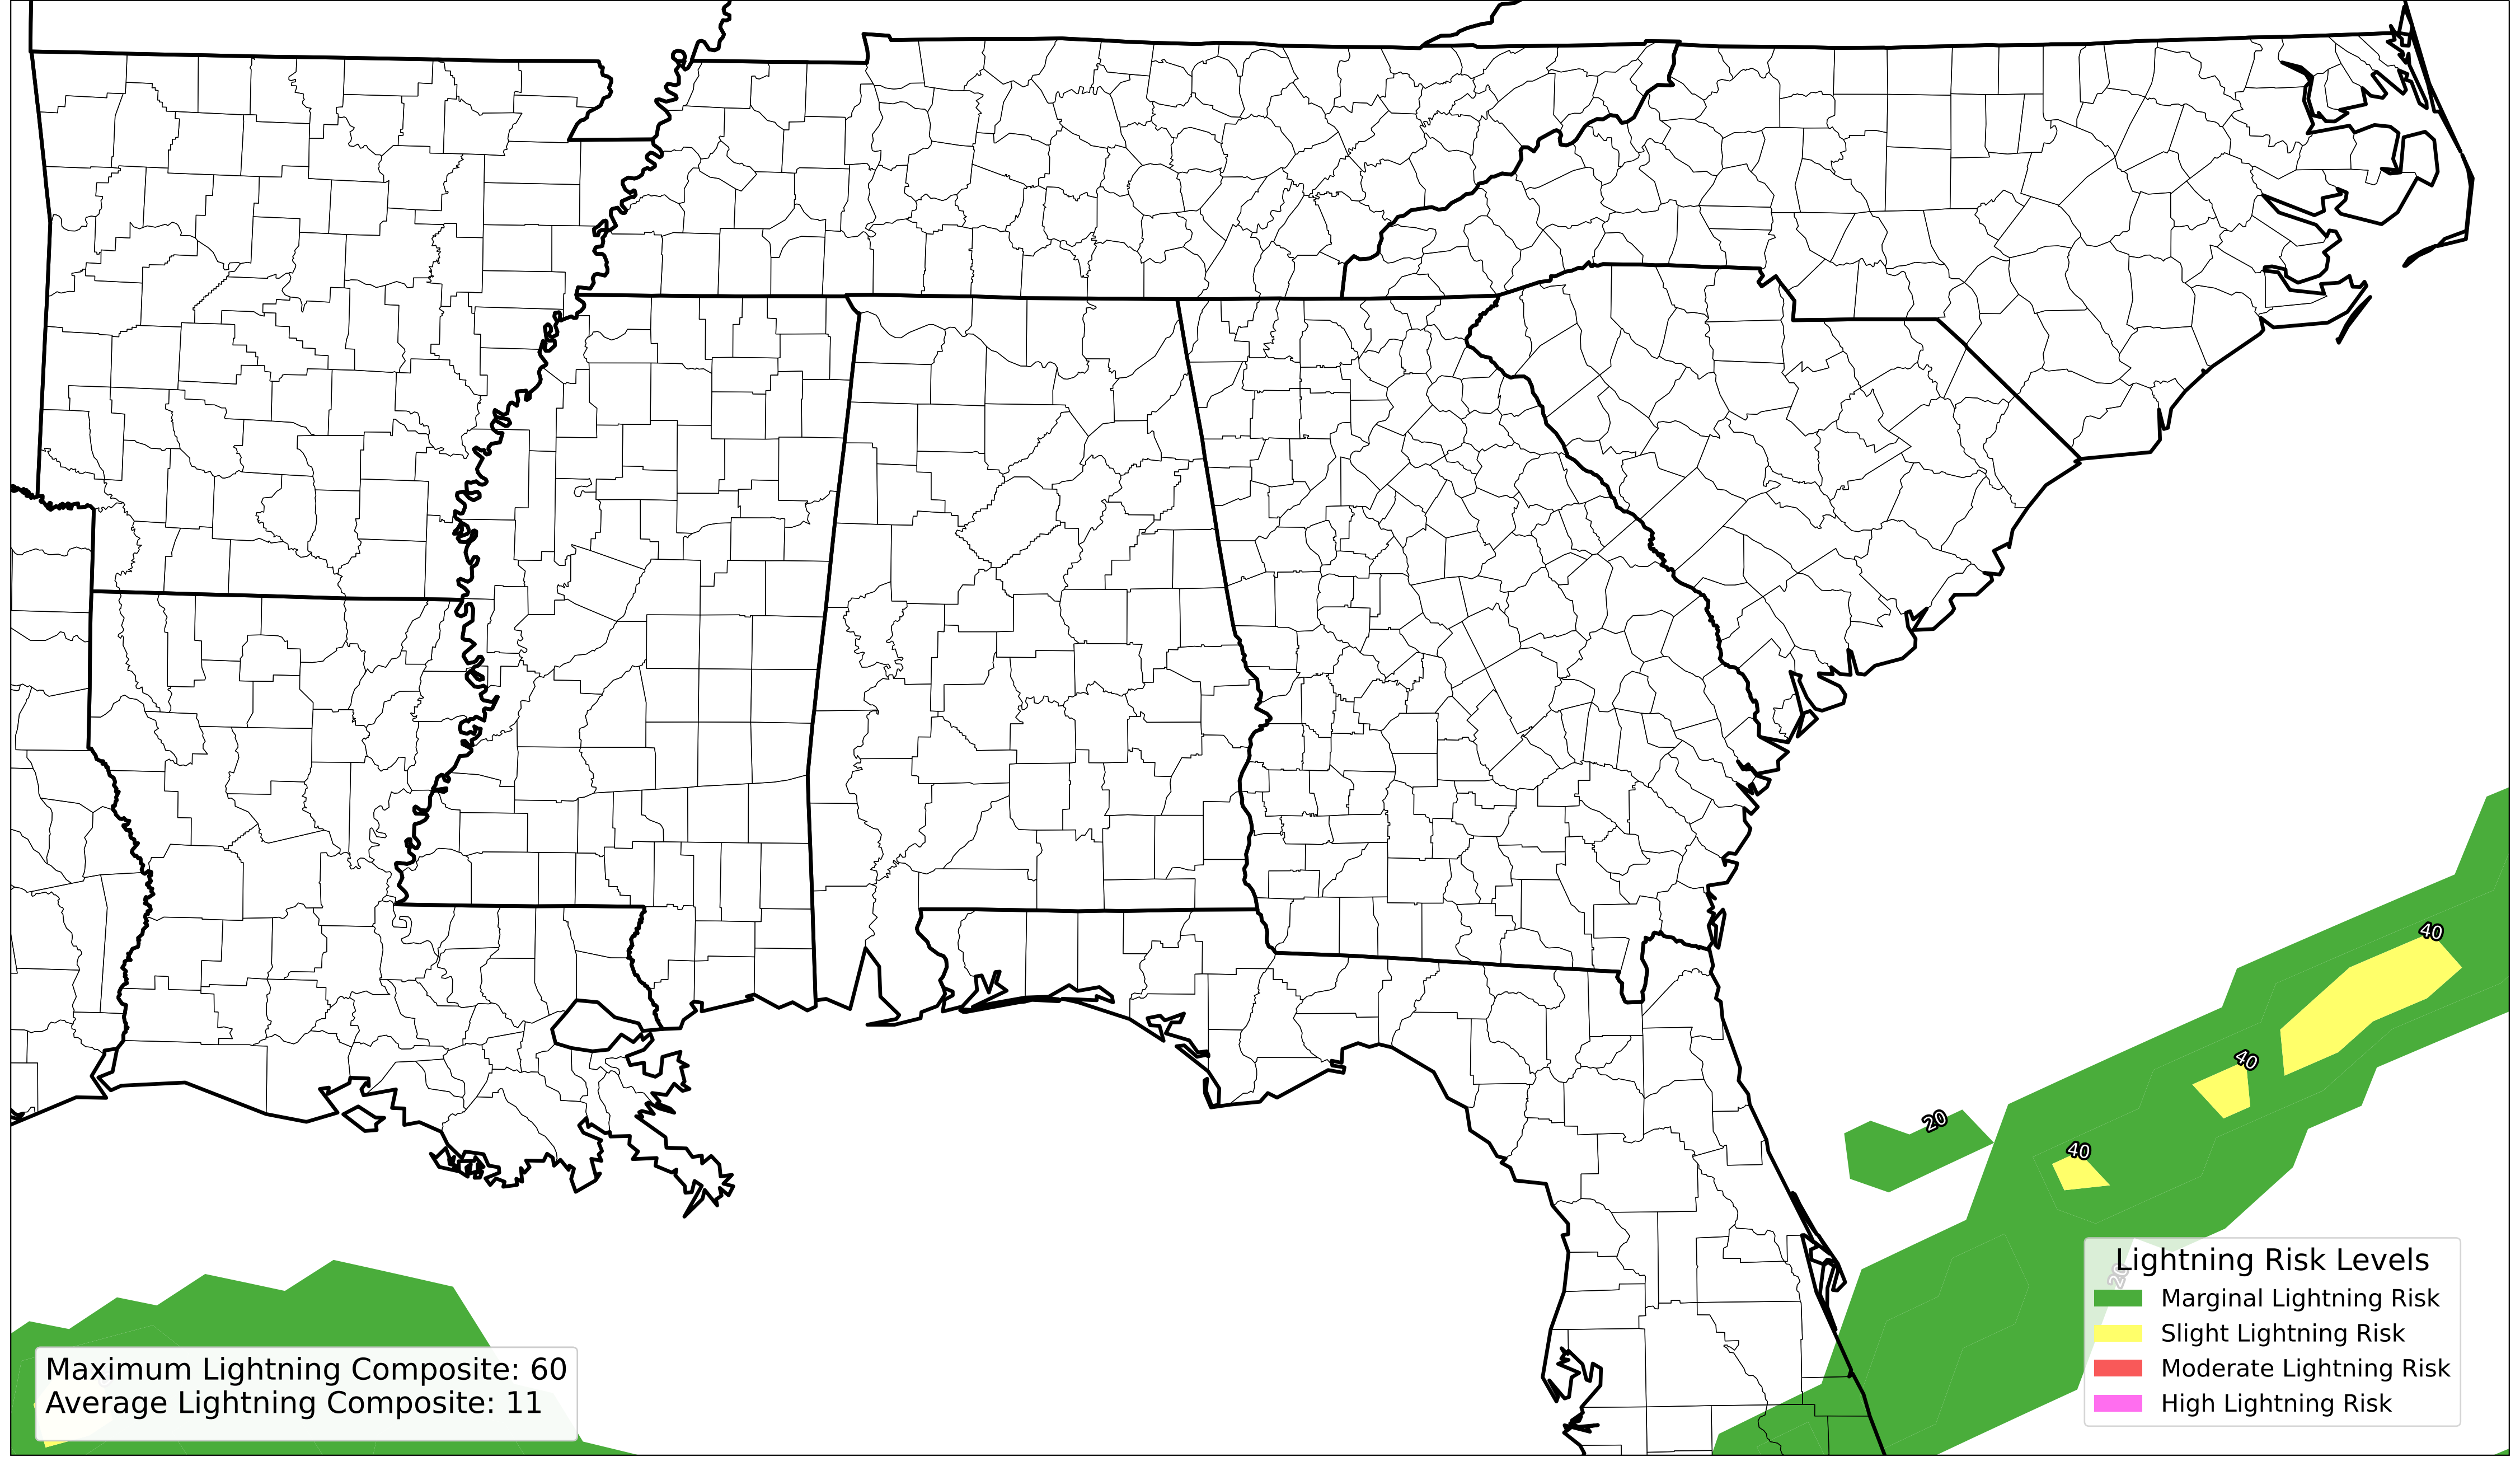 40
40
20
40
20
Lightning Risk Levels
Marginal Lightning Risk
Slight Lightning Risk
Moderate Lightning Risk
High Lightning Risk
Maximum Lightning Composite: 60
Average Lightning Composite: 11